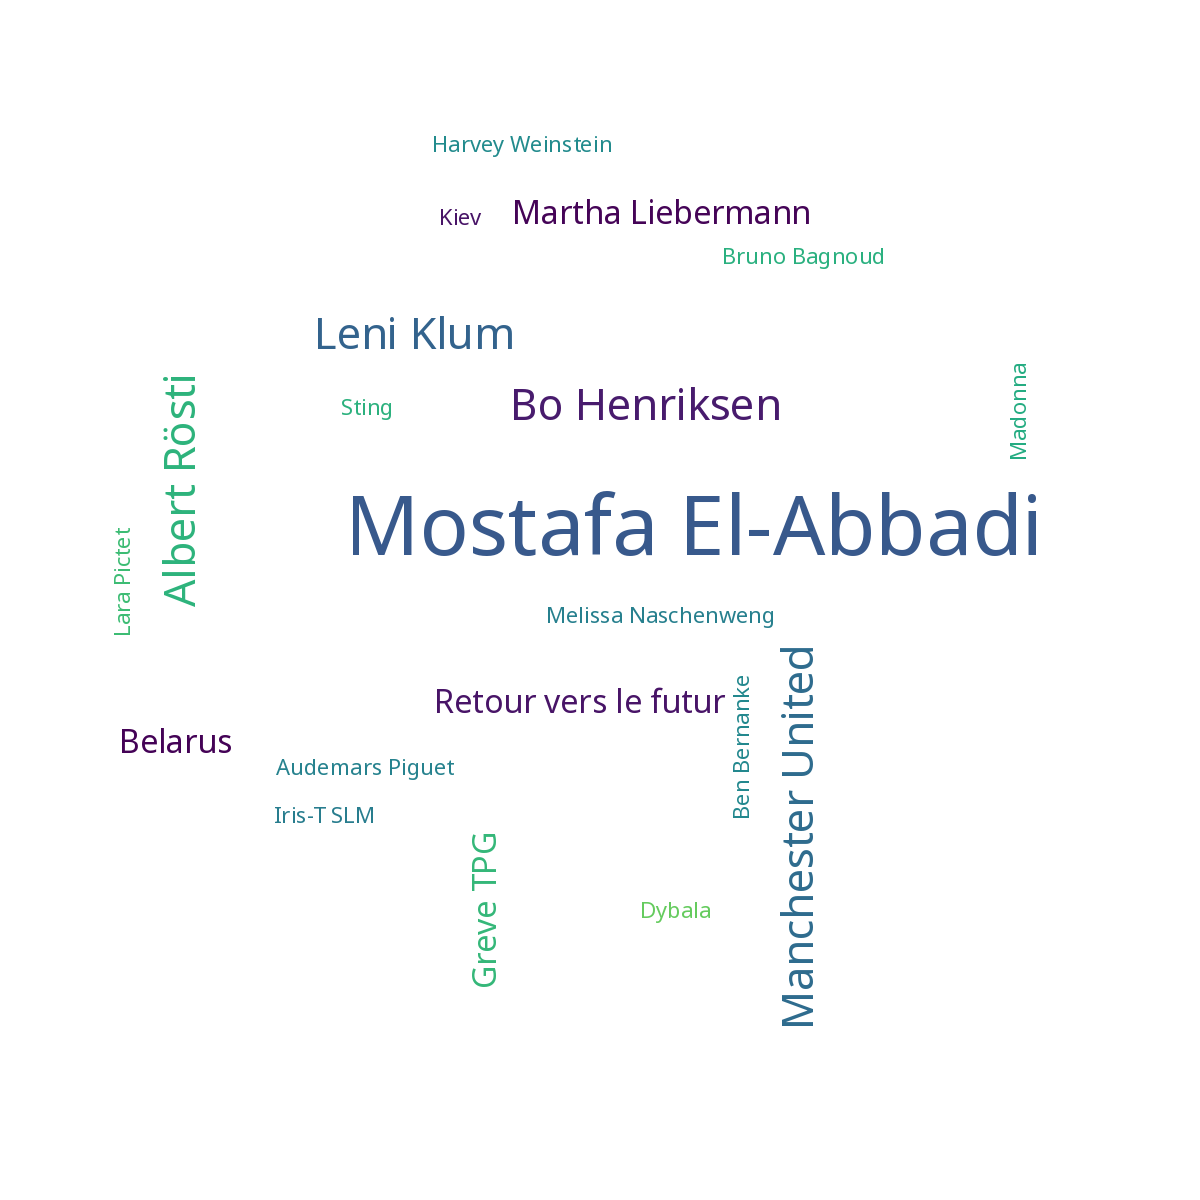 Harvey Weinstein
Kiev
Martha Liebermann
Bruno Bagnoud
Leni Klum
Albert Rösti
Sting
Bo Henriksen
Madonna
Mostafa El-Abbadi
Lara Pictet
Melissa Naschenweng
Retour vers le futur
Ben Bernanke
Manchester United
Belarus
Audemars Piguet
Iris-T SLM
Greve TPG
Dybala